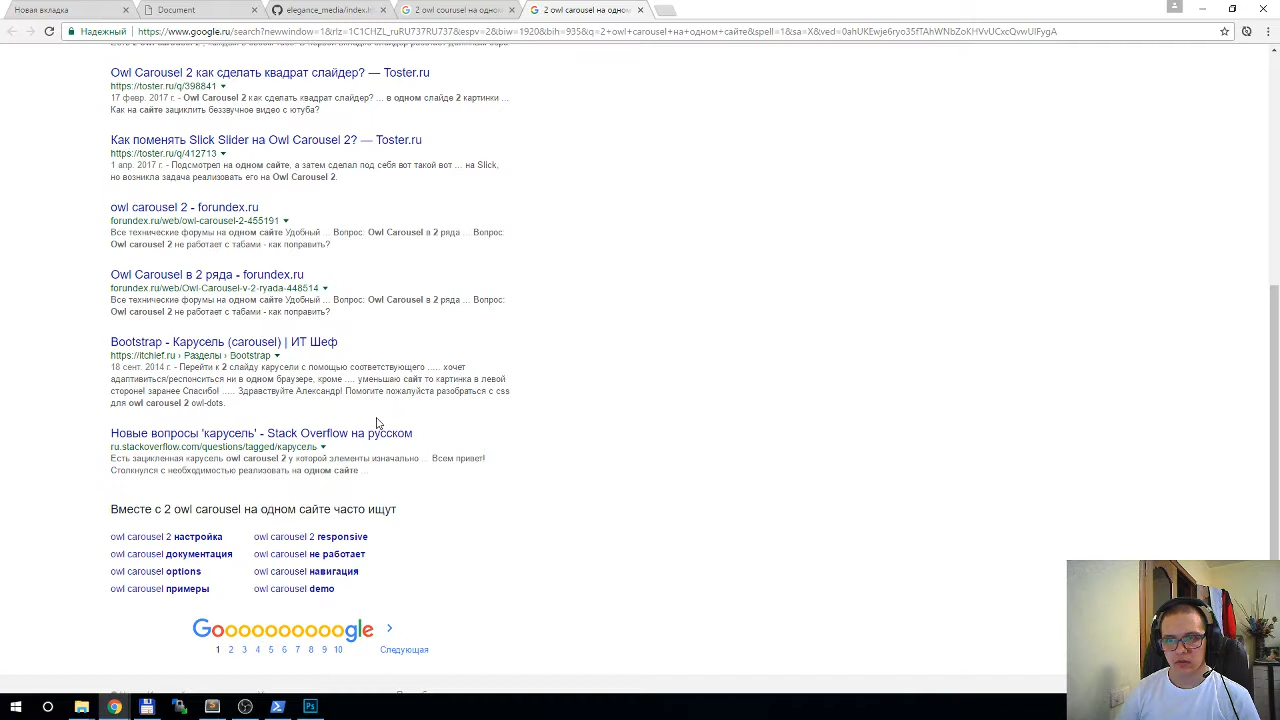 Новая вкладка
Document
elegance_media/index.ht
2 owl courusel на одном
2 owl carousel на одном
Надежный
https://www.google.ru/search?newwindow=1&rlz=1C1CHZL_ruRU737RU737&espv=2&biw=1920&bih=935&q=2+owl+carousel+на+одном+сайте&spell=1&sa=X&ved=0ahUKEwje6ryo35fTAhWNbZoKHVvUCxcQvwUIFygA
Owl Carousel 2 как сделать квадрат слайдер? — Toster.ru
https://toster.ru/q/398841
17 февр. 2017 г. - Owl Carousel 2 как сделать квадрат слайдер? ... в одном слайде 2 картинки ...
Как на сайте зациклить беззвучное видео с ютуба?
Как поменять Slick Slider на Owl Carousel 2? — Toster.ru
https://toster.ru/q/412713
1 апр. 2017 г. - Подсмотрел на одном сайте, а затем сделал под себя вот такой вот ... на Slick,
но возникла задача реализовать его на Owl Carousel 2.
owl carousel 2 - forundex.ru
forundex.ru/web/owl-carousel-2-455191
Все технические форумы на одном сайте Удобный ... Вопрос: Owl Carousel в 2 ряда ... Вопрос:
Owl carousel 2 не работает с табами - как поправить?
Owl Carousel в 2 ряда - forundex.ru
forundex.ru/web/Owl-Carousel-v-2-ryada-448514
Все технические форумы на одном сайте Удобный ... Вопрос: Owl Carousel в 2 ряда ... Вопрос:
Owl carousel 2 не работает с табами - как поправить?
Bootstrap - Карусель (carousel) | ИТ Шеф
https://itchief.ru › Разделы › Bootstrap
18 сент. 2014 г. - Перейти к 2 слайду карусели с помощью соответствующего ..... хочет
адаптивиться/респонситься ни в одном браузере, кроме .... уменьшаю сайт то картинка в левой
стороне! заранее Спасибо! ..... Здравствуйте Александр! Помогите пожалуйста разобраться с css
для owl carousel 2 owl-dots.
Новые вопросы 'карусель' - Stack Overflow на русском
ru.stackoverflow.com/questions/tagged/карусель
Есть зацикленная карусель owl carousel 2 у которой элементы изначально ... Всем привет!
Столкнулся с необходимостью реализовать на одном сайте ...
Вместе с 2 owl carousel на одном сайте часто ищут
owl carousel 2 настройка owl carousel 2 responsive
owl carousel документация owl carousel не работает
owl carousel options owl carousel навигация
owl carousel примеры owl carousel demo
Goooooooooogle
1 2 3 4 5 6 7 8 9 10 Следующая
Ps